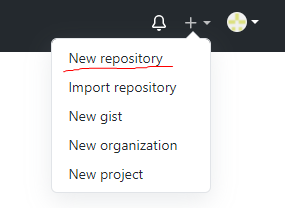 New repository
Import repository
New gist
New organization
New project